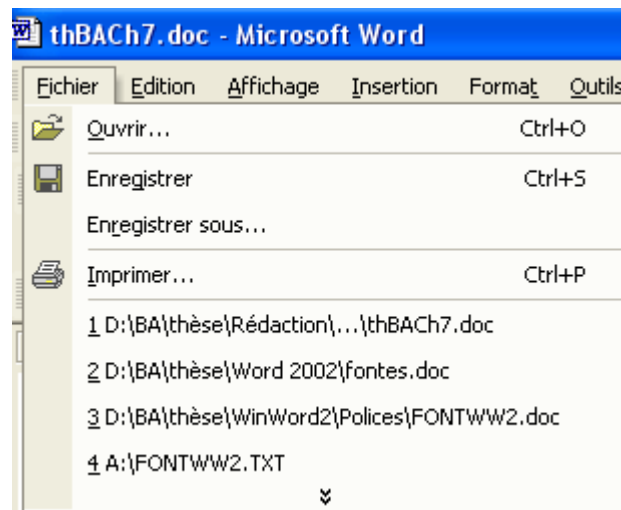 thBACh7.doc - Microsoft Word
Fichier Edition Affichage Insertion Format Outils
Ouvrir... Ctrl+O
Enregistrer Ctrl+S
Enregistrer sous...
Imprimer... Ctrl+P
1 D:\BA\thèse\Rédaction\...\thBACh7.doc
2 D:\BA\thèse\Word 2002\fontes.doc
3 D:\BA\thèse\WinWord2\Polices\FONTWW2.doc
4 A:\FONTWW2.TXT